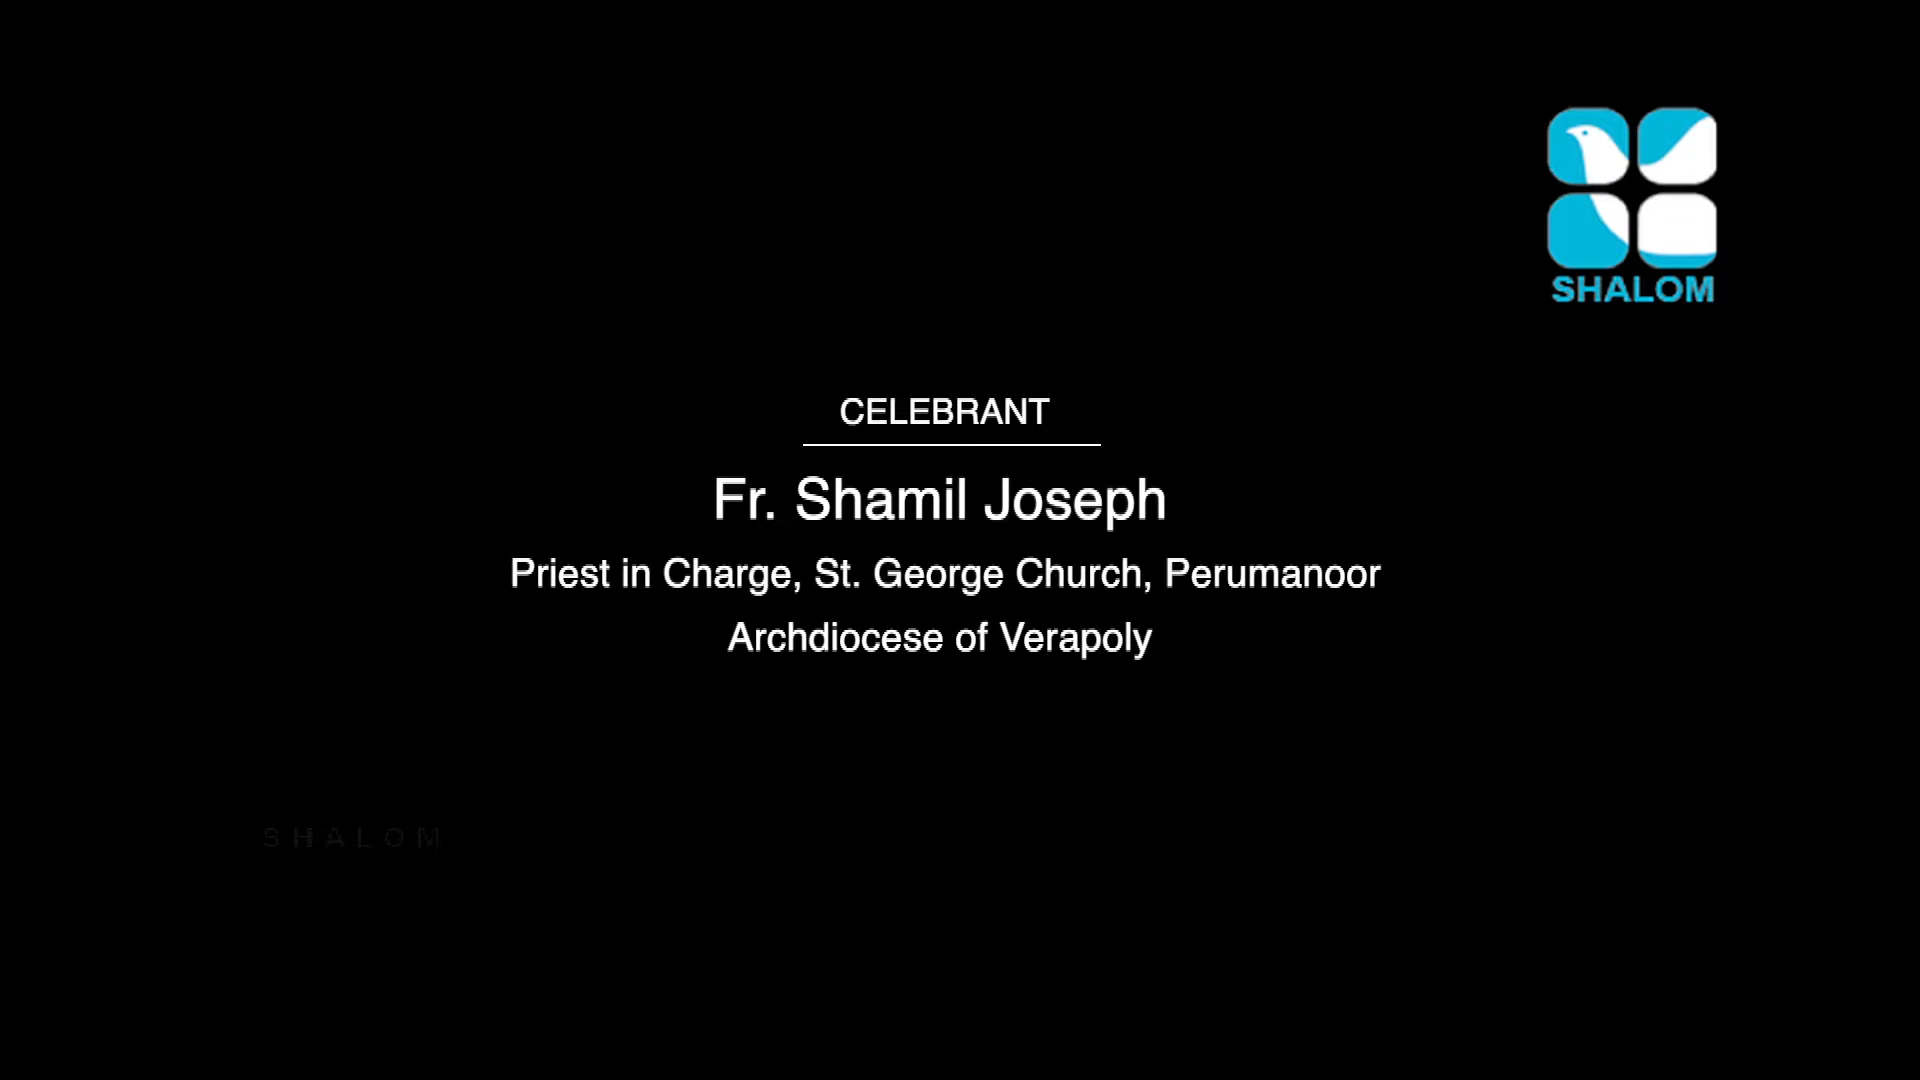 SHALOM
CELEBRANT
Fr. Shamil Joseph
Priest in Charge, St. George Church, Perumanoor
Archdiocese of Verapoly
SHALOM